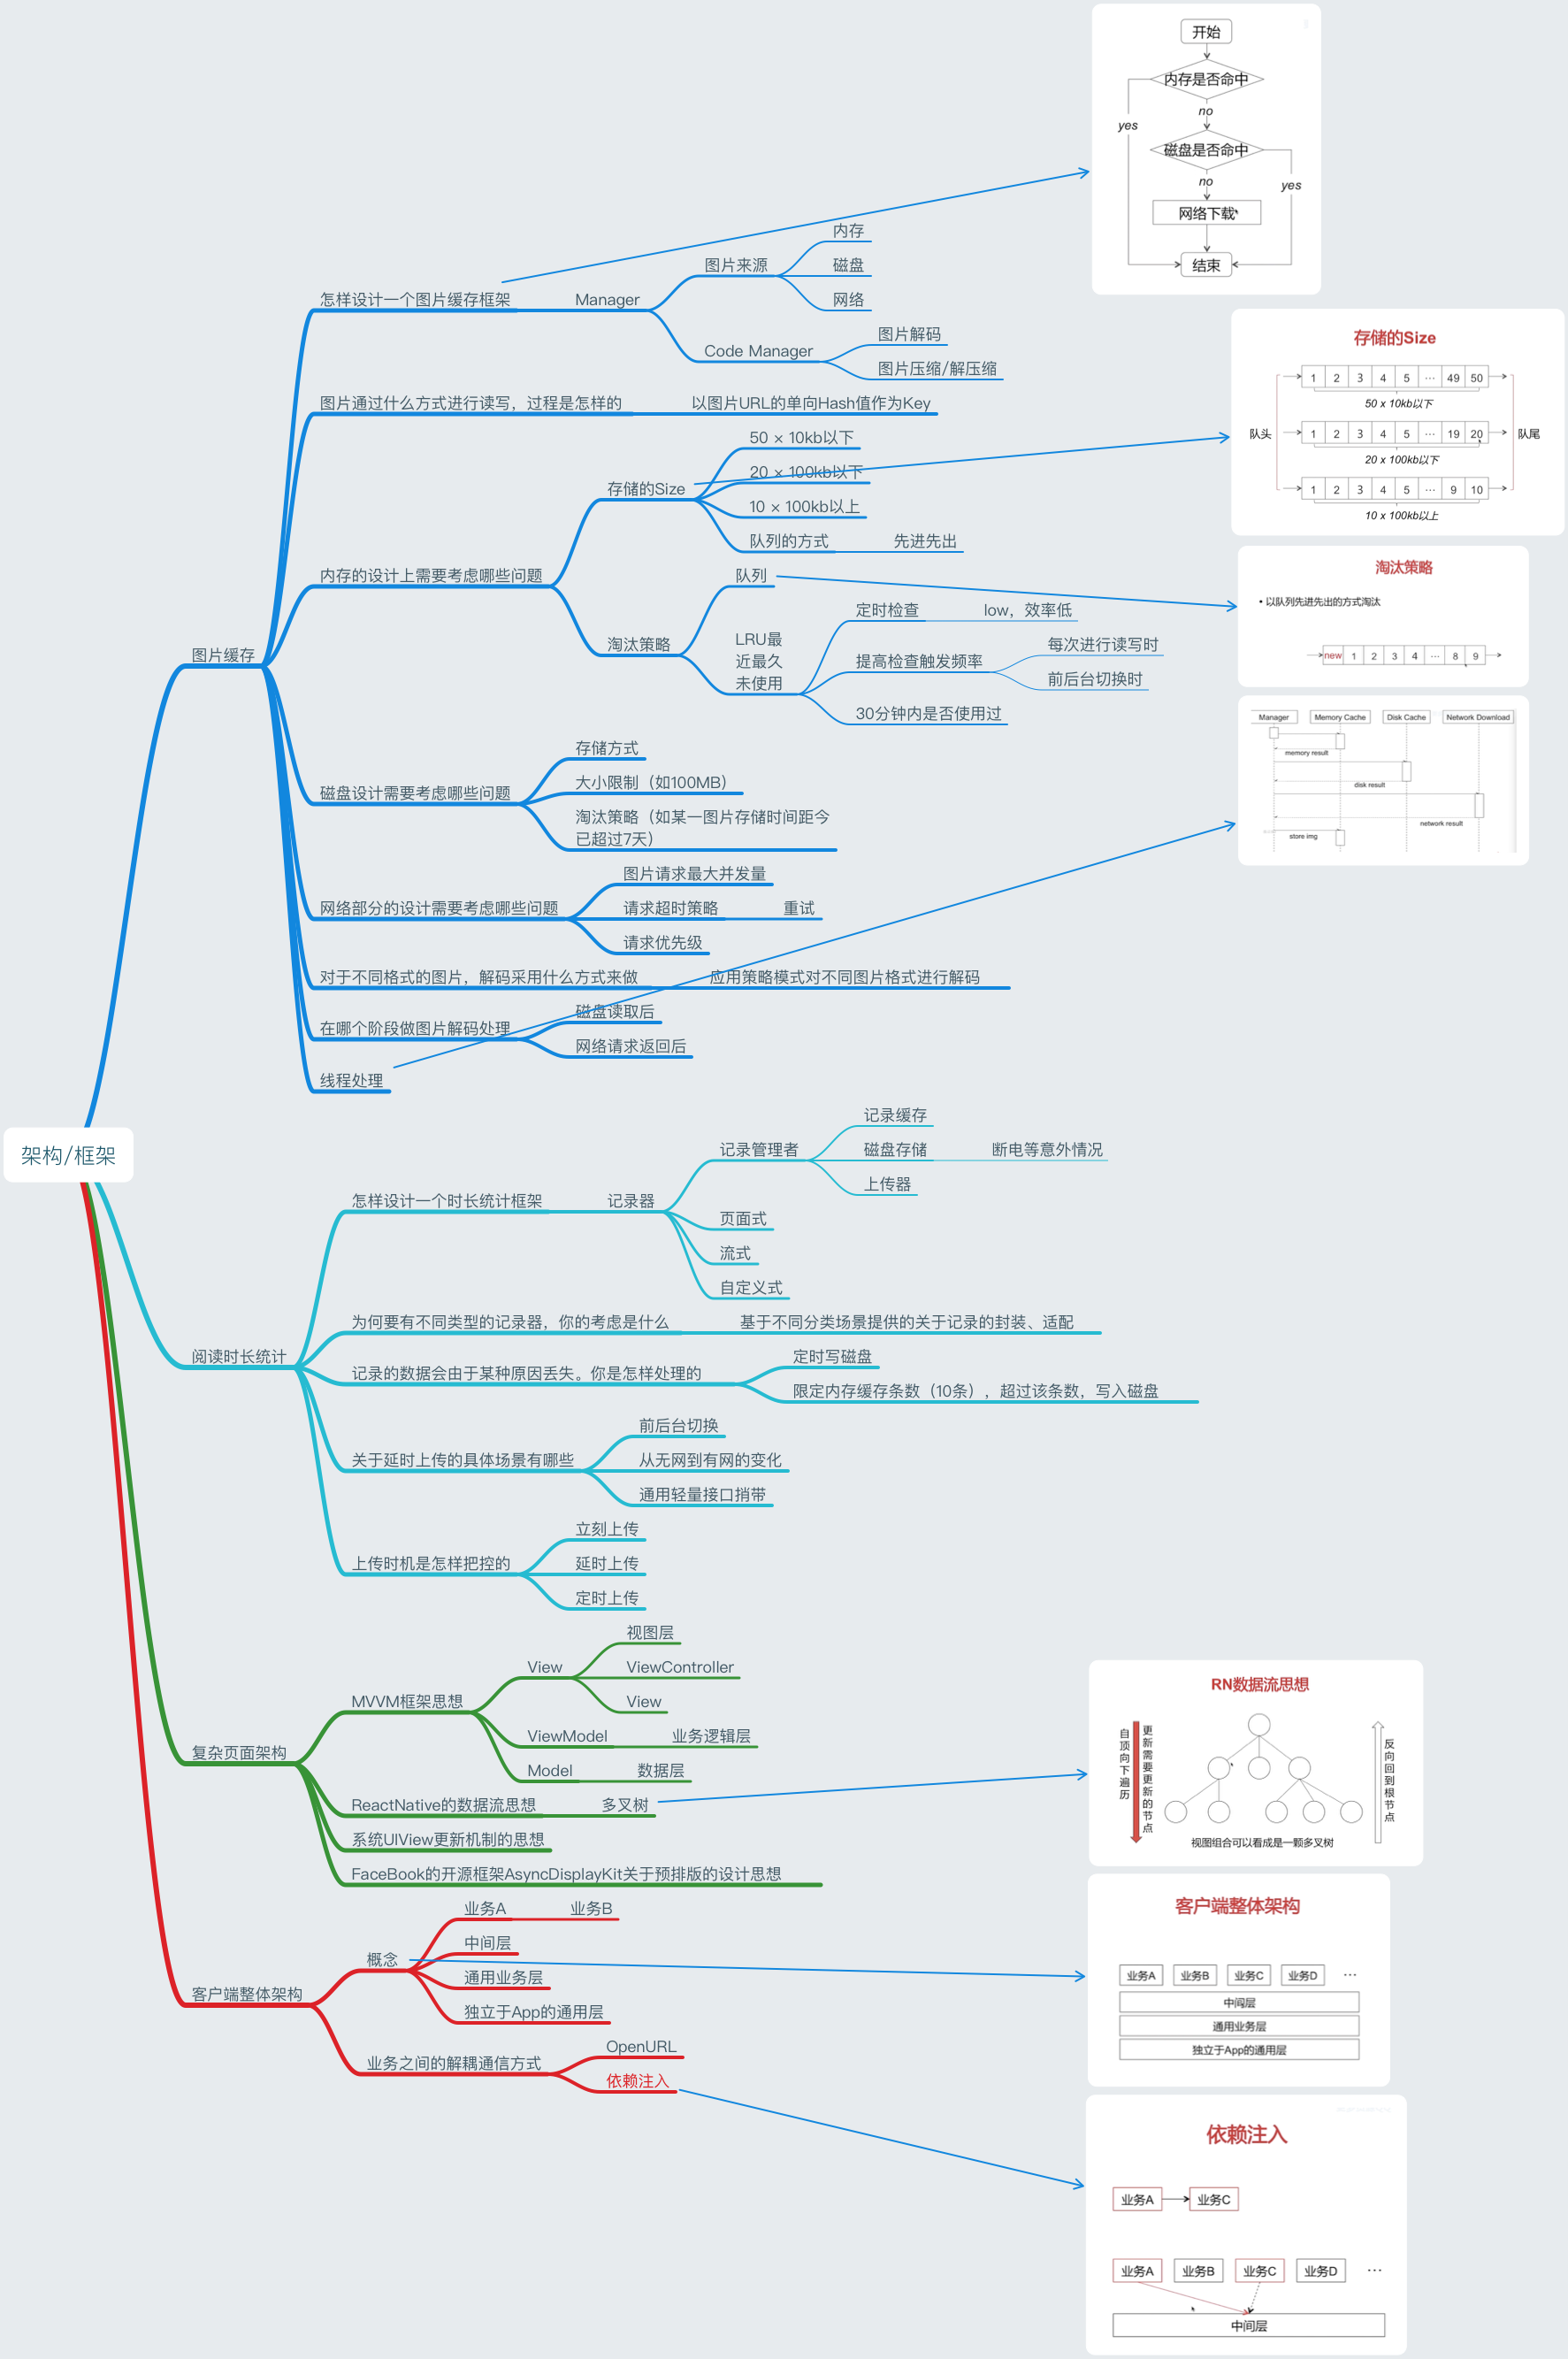 架构/框架
图片缓存
怎样设计一个图片缓存框架
Manager
图片来源
内存
磁盘
网络
Code Manager
图片解码
图片压缩/解压缩
图片通过什么方式进行读写，过程是怎样的
以图片URL的单向Hash值作为Key
内存的设计上需要考虑哪些问题
存储的Size
50 × 10kb以下
20 × 100kb以下
10 × 100kb以上
队列的方式
先进先出
淘汰策略
队列
LRU最
近最久
未使用
定时检查
low，效率低
提高检查触发频率
每次进行读写时
前后台切换时
30分钟内是否使用过
磁盘设计需要考虑哪些问题
存储方式
大小限制（如100MB）
淘汰策略（如某一图片存储时间距今
已超过7天）
网络部分的设计需要考虑哪些问题
图片请求最大并发量
请求超时策略
重试
请求优先级
对于不同格式的图片，解码采用什么方式来做
应用策略模式对不同图片格式进行解码
在哪个阶段做图片解码处理
磁盘读取后
网络请求返回后
线程处理
阅读时长统计
怎样设计一个时长统计框架
记录器
记录管理者
记录缓存
磁盘存储
断电等意外情况
上传器
页面式
流式
自定义式
为何要有不同类型的记录器，你的考虑是什么
基于不同分类场景提供的关于记录的封装、适配
记录的数据会由于某种原因丢失。你是怎样处理的
定时写磁盘
限定内存缓存条数（10条），超过该条数，写入磁盘
关于延时上传的具体场景有哪些
前后台切换
从无网到有网的变化
通用轻量接口捎带
上传时机是怎样把控的
立刻上传
延时上传
定时上传
复杂页面架构
MVVM框架思想
View
视图层
ViewController
View
ViewModel
业务逻辑层
Model
数据层
ReactNative的数据流思想
多叉树
系统UIView更新机制的思想
FaceBook的开源框架AsyncDisplayKit关于预排版的设计思想
客户端整体架构
概念
业务A
业务B
中间层
通用业务层
独立于App的通用层
业务之间的解耦通信方式
OpenURL
依赖注入
开始
内存是否命中
no
yes
磁盘是否命中
no
yes
网络下载
结束
存储的Size
1 2 3 4 5 ··· 49 50
50 x 10kb以下
队头
1 2 3 4 5 ··· 19 20
队尾
20 x 100kb以下
1 2 3 4 5 ··· 9 10
10 x 100kb以上
淘汰策略
• 以队列先进先出的方式淘汰
new 1 2 3 4 ··· 8 9
Manager Memory Cache Disk Cache Network Download
memory result
disk result
network result
store img
RN数据流思想
自顶向下遍历
更新需要更新的节点
反向回到根节点
视图组合可以看成是一颗多叉树
客户端整体架构
业务A 业务B 业务C 业务D ···
中间层
通用业务层
独立于App的通用层
依赖注入
业务A 业务C
业务A 业务B 业务C 业务D ···
中间层